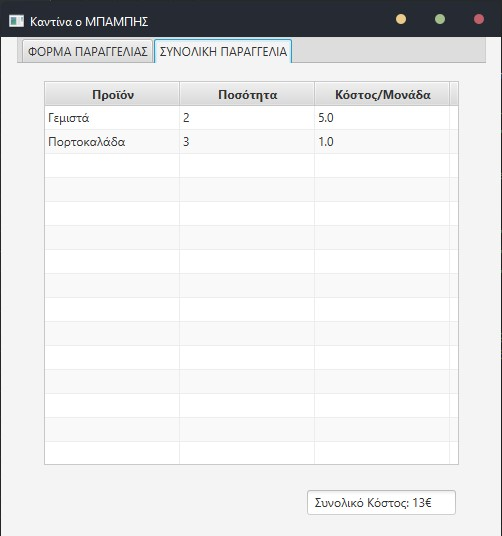 Καντίνα ο ΜΠΑΜΠΗΣ
ΦΟΡΜΑ ΠΑΡΑΓΓΕΛΙΑΣ ΣΥΝΟΛΙΚΗ ΠΑΡΑΓΓΕΛΙΑ
Προϊόν Ποσότητα Κόστος/Μονάδα
Γεμιστά 2 5.0
Πορτοκαλάδα 3 1.0
Συνολικό Κόστος: 13€